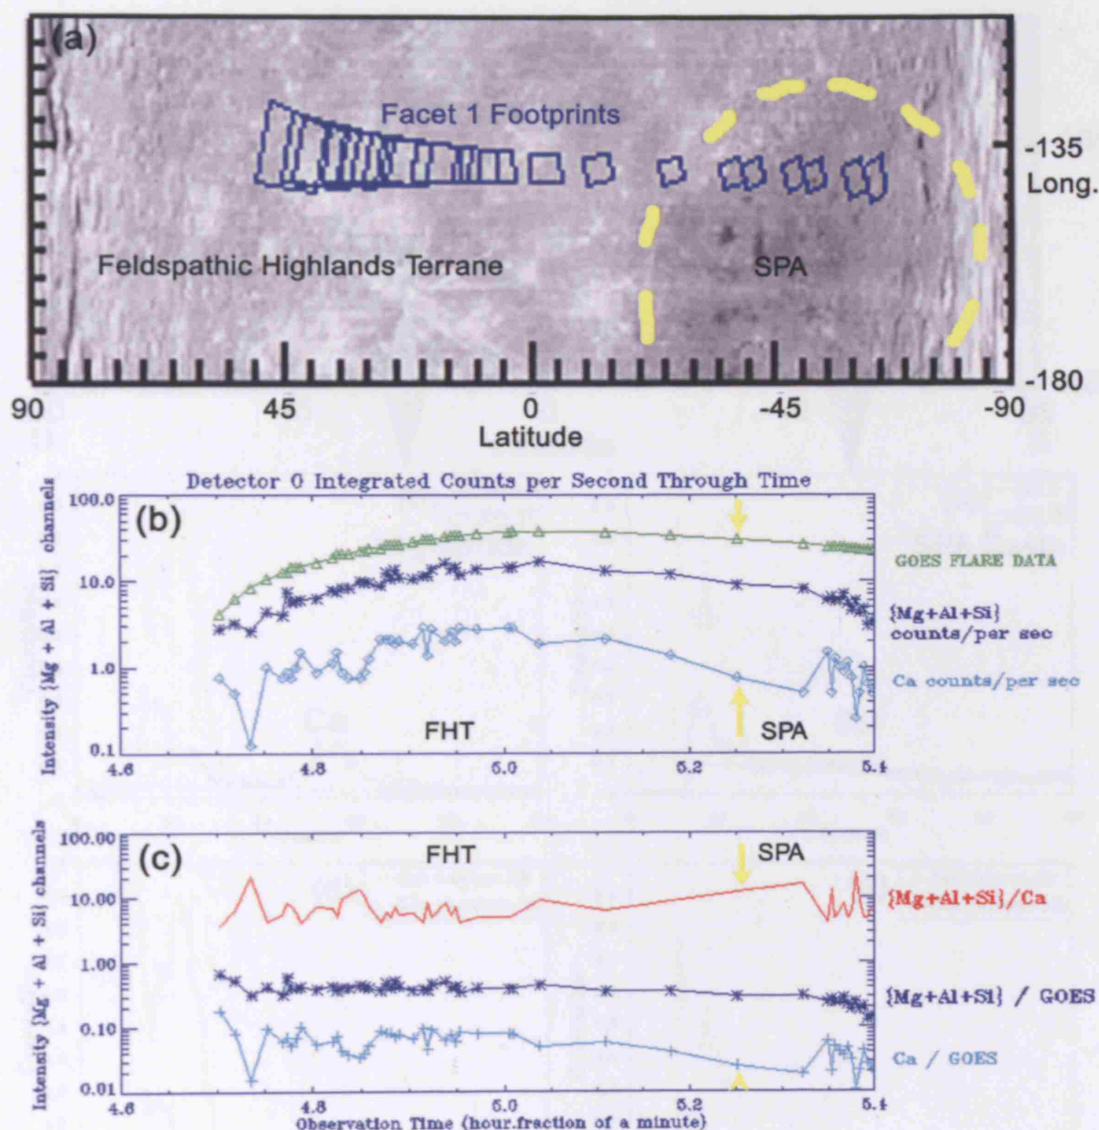 (a)
Facet 1 Footprints
-135
Long.
Feldspathic Highlands Terrane
SPA
-180
90 45 0 -45 -90
Latitude
Detector 0 Integrated Counts per Second Through Time
Intensity {Mg + Al + Si} channels
(b)
100.0
10.0
1.0
0.1
GOES FLARE DATA
{Mg+Al+Si}
counts/per sec
Ca counts/per sec
FHT
SPA
4.6 4.8 5.0 5.2 5.4
Intensity {Mg + Al + Si} channels
(c)
FHT
SPA
100.00
10.00
1.00
0.10
0.01
{Mg+Al+Si}/Ca
{Mg+Al+Si} / GOES
Ca / GOES
4.6 4.8 5.0 5.2 5.4
Observation Time {hour.fraction of a minute}